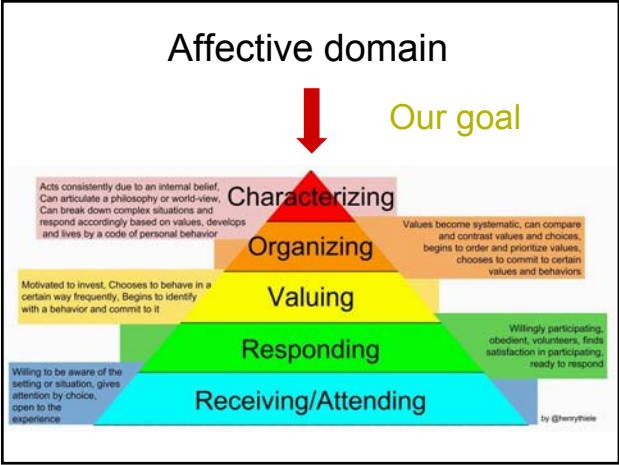 Affective domain
Our goal
Acts consistently due to an internal belief,
Can articulate a philosophy or world-view,
Can break down complex situations and
respond accordingly based on values, develops
and lives by a code of personal behavior
Characterizing
Values become systematic, can compare
and contrast values and choices,
begins to order and prioritize values,
chooses to commit to certain
values and behaviors
Organizing
Motivated to invest, Chooses to behave in a
certain way frequently, Begins to identify
with a behavior and commit to it
Valuing
Willingly participating,
obedient, volunteers, finds
satisfaction in participating,
ready to respond
Responding
Willing to be aware of the
setting or situation, gives
attention by choice,
open to the
experience
Receiving/Attending
by @henrythiele